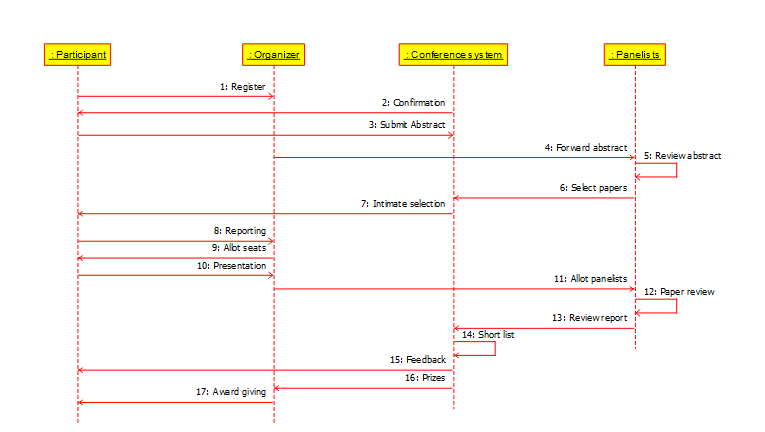 : Participant
: Organizer
: Conference system
: Panelists
1: Register
2: Confirmation
3: Submit Abstract
4: Forward abstract
5: Review abstract
6: Select papers
7: Intimate selection
8: Reporting
9: Allot seats
10: Presentation
11: Allot panelists
12: Paper review
13: Review report
14: Short list
15: Feedback
16: Prizes
17: Award giving